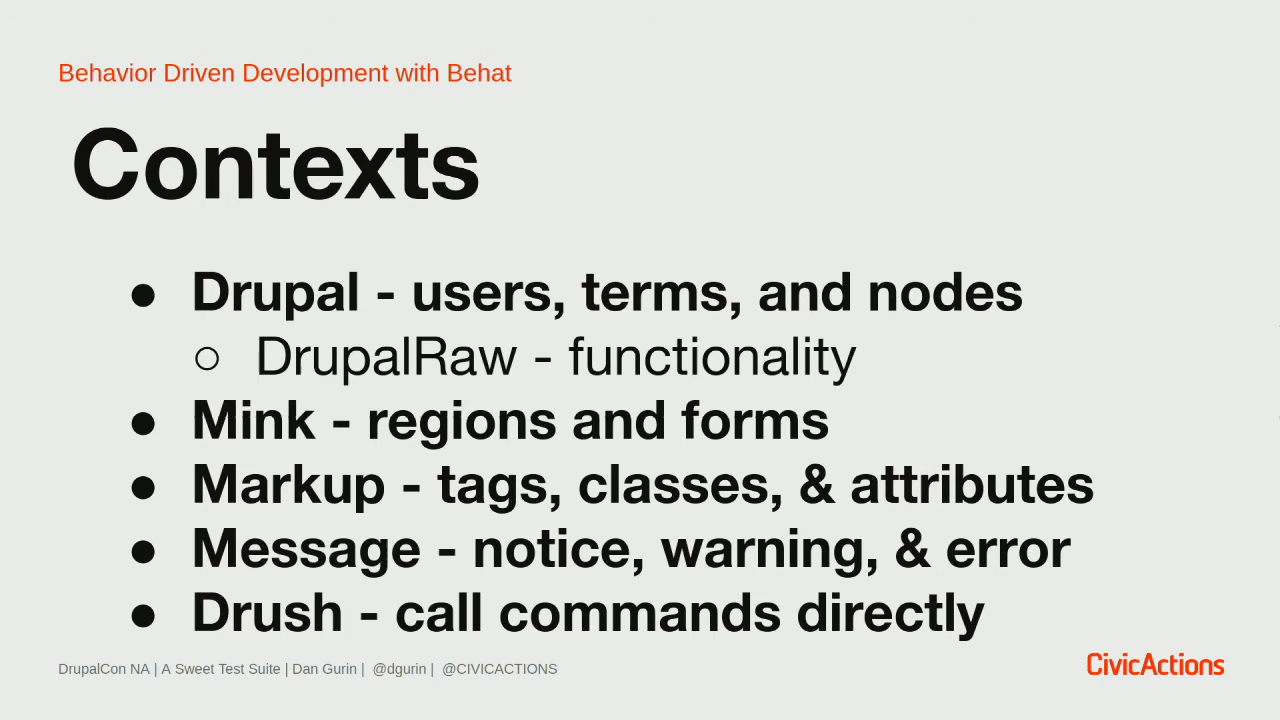 Behavior Driven Development with Behat
Contexts
● Drupal - users, terms, and nodes
○ DrupalRaw - functionality
● Mink - regions and forms
● Markup - tags, classes, & attributes
● Message - notice, warning, & error
● Drush - call commands directly
DrupalCon NA | A Sweet Test Suite | Dan Gurin | @dgurin | @CIVICACTIONS
CivicActions